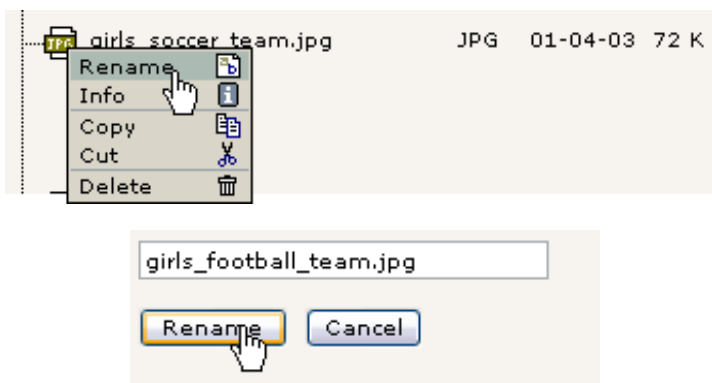 JPG girls_soccer_team.jpg JPG 01-04-03 72 K
Rename
Info
Copy
Cut
Delete
girls_football_team.jpg
Rename Cancel